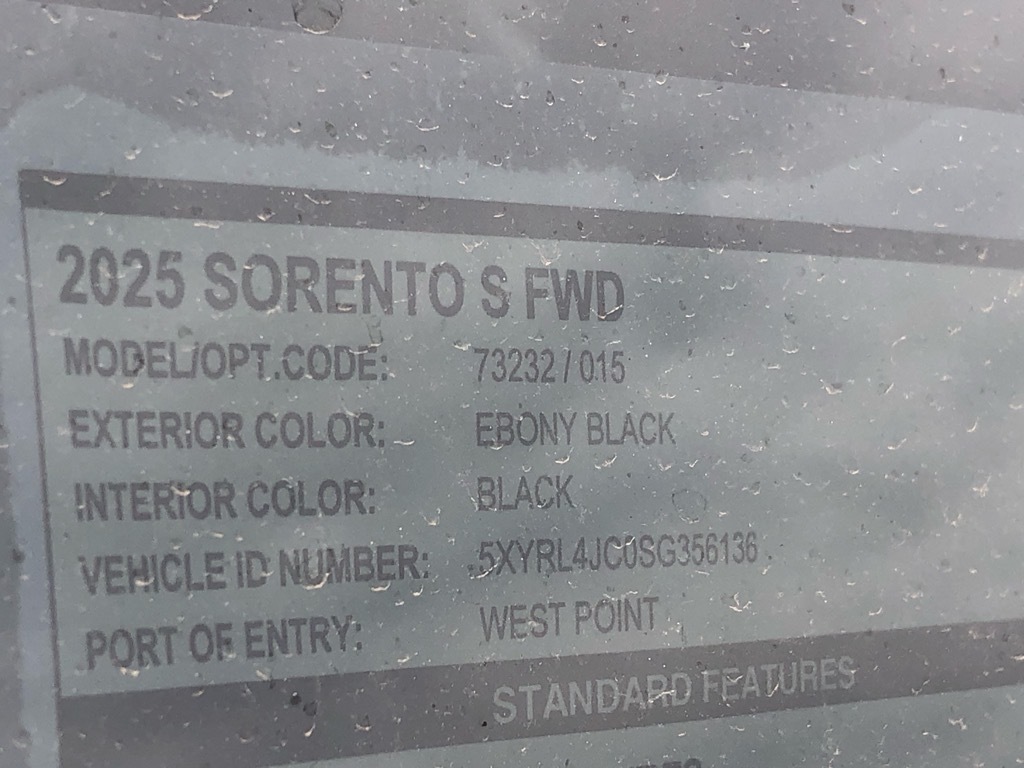 2025 SORENTO S FWD
MODEL/OPT.CODE: 73232 / 015
EXTERIOR COLOR: EBONY BLACK
INTERIOR COLOR: BLACK
VEHICLE ID NUMBER: 5XYRL4JC0SG356136
PORT OF ENTRY: WEST POINT
STANDARD FEATURES